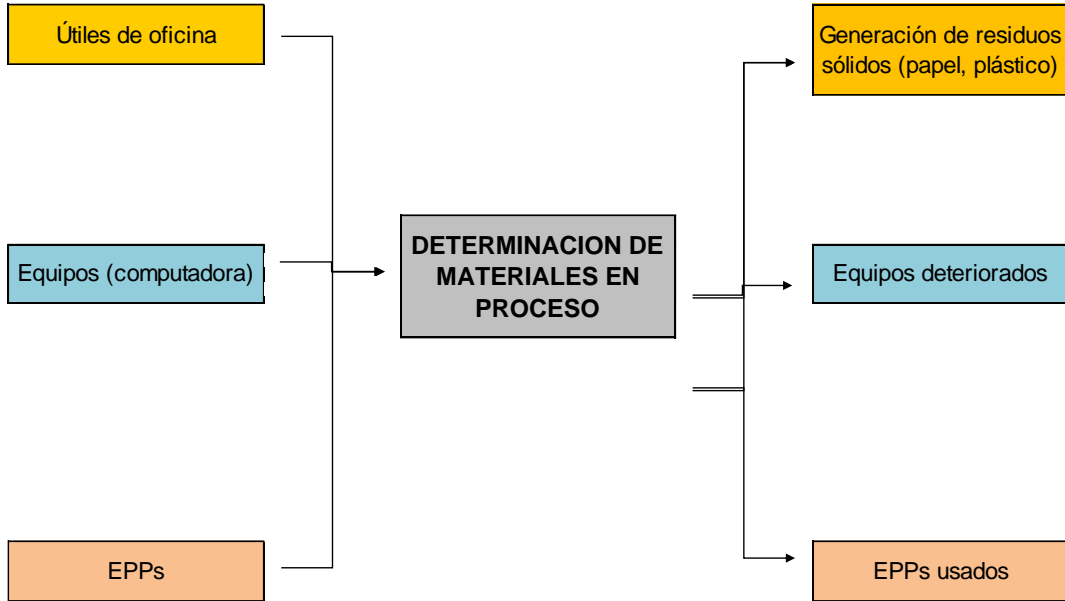 Útiles de oficina
Equipos (computadora)
EPPs
DETERMINACION DE
MATERIALES EN
PROCESO
Generación de residuos
sólidos (papel, plástico)
Equipos deteriorados
EPPs usados